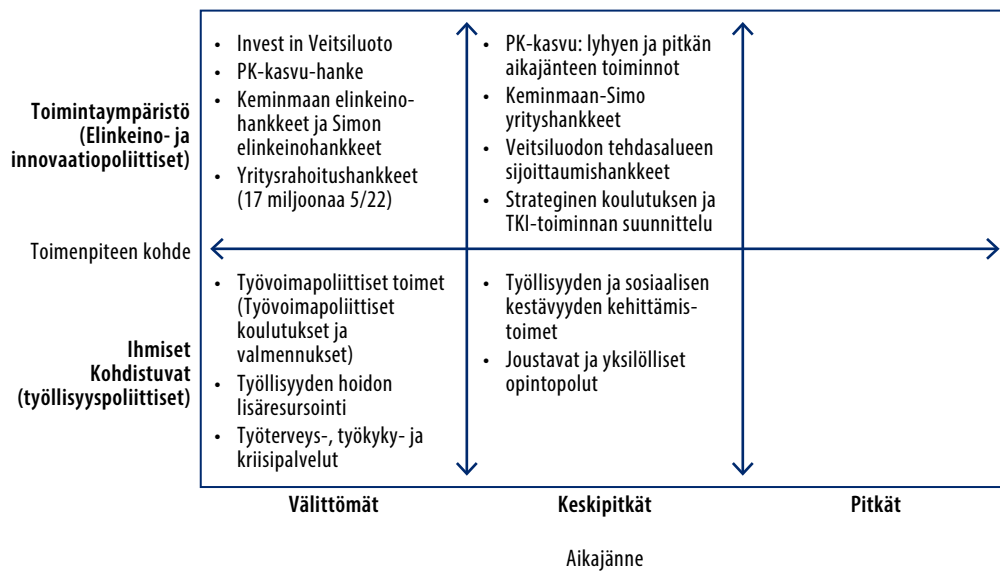 Toimintaympäristö
(Elinkeino- ja
innovaatiopoliittiset)
• Invest in Veitsiluoto
• PK-kasvu-hanke
• Keminmaan elinkeino-
hankkeet ja Simon
elinkeinohankkeet
• Yritysrahoitushankkeet
(17 miljoonaa 5/22)
• PK-kasvu: lyhyen ja pitkän
aikajänteen toiminnot
• Keminmaan-Simo
yrityshankkeet
• Veitsiluodon tehdasalueen
sijoittaumishankkeet
• Strateginen koulutuksen ja
TKI-toiminnan suunnittelu
Toimenpiteen kohde
Ihmiset
Kohdistuvat
(työllisyyspoliittiset)
• Työvoimapoliittiset toimet
(Työvoimapoliittiset
koulutukset ja
valmennukset)
• Työllisyyden hoidon
lisäresursointi
• Työterveys-, työkyky- ja
kriisipalvelut
• Työllisyyden ja sosiaalisen
kestävyyden kehittämis-
toimet
• Joustavat ja yksilölliset
opintopolut
Välittömät
Keskipitkät
Pitkät
Aikajänne